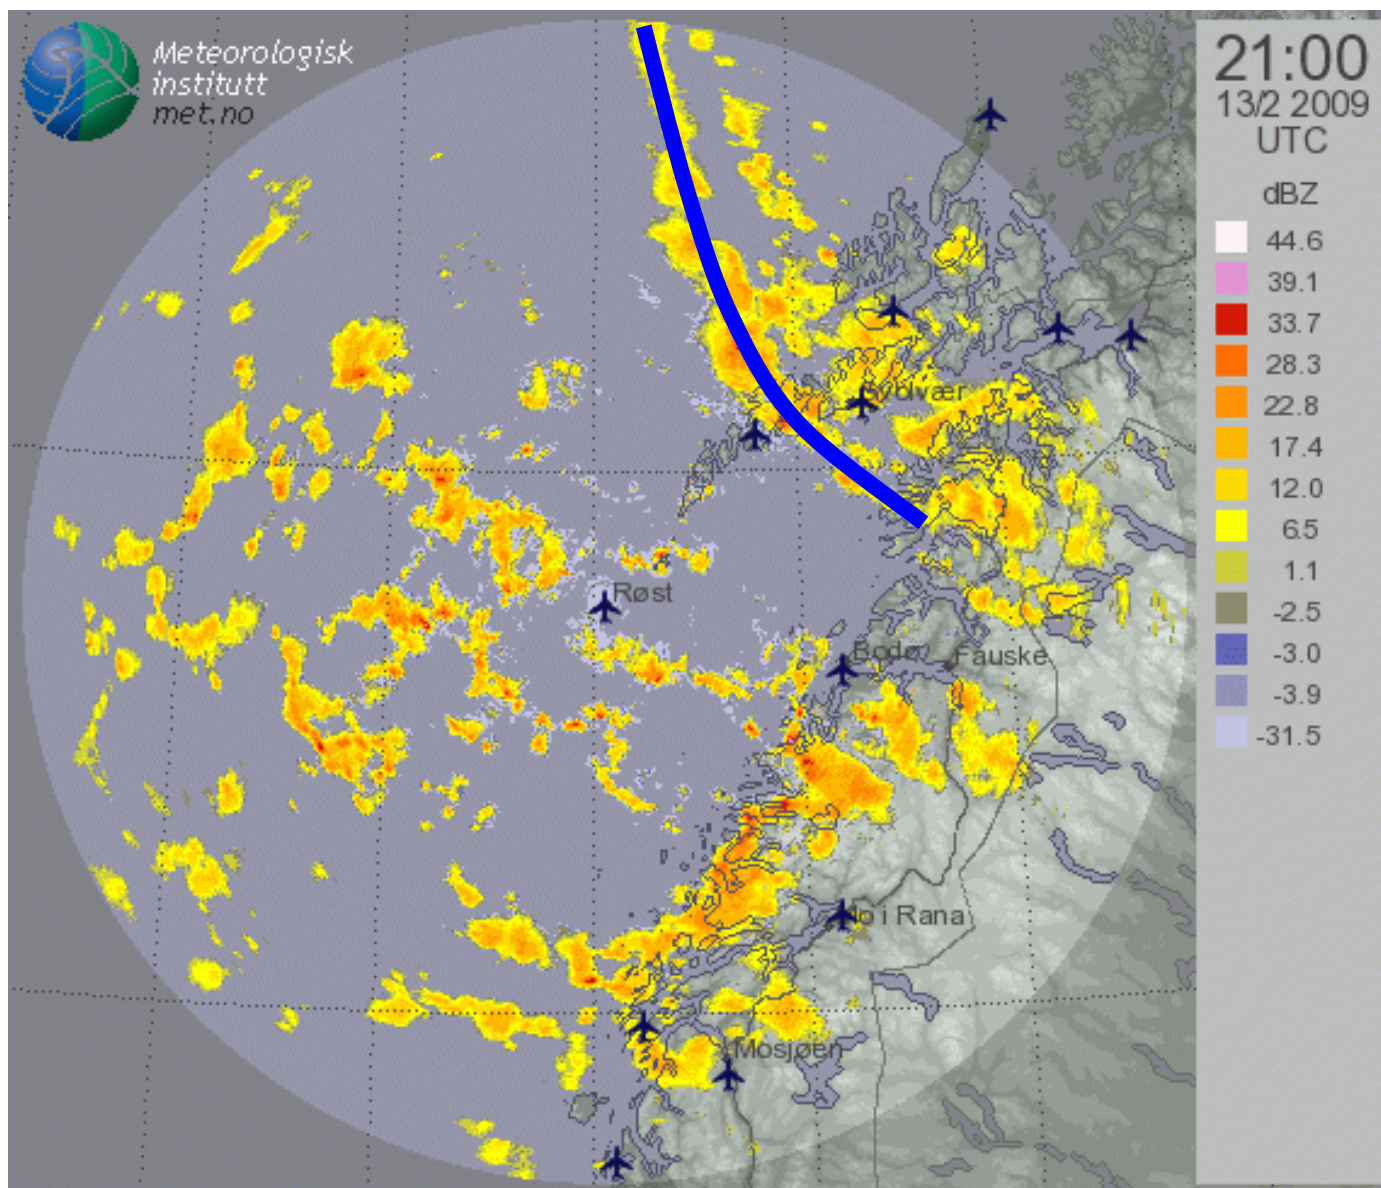 Meteorologisk
institutt
met.no
21:00
13/2 2009
UTC
dBZ
44.6
39.1
33.7
28.3
22.8
17.4
12.0
6.5
1.1
-2.5
-3.0
-3.9
-31.5
Røst
Bodø
Fauske
i Rana
Mosjøen